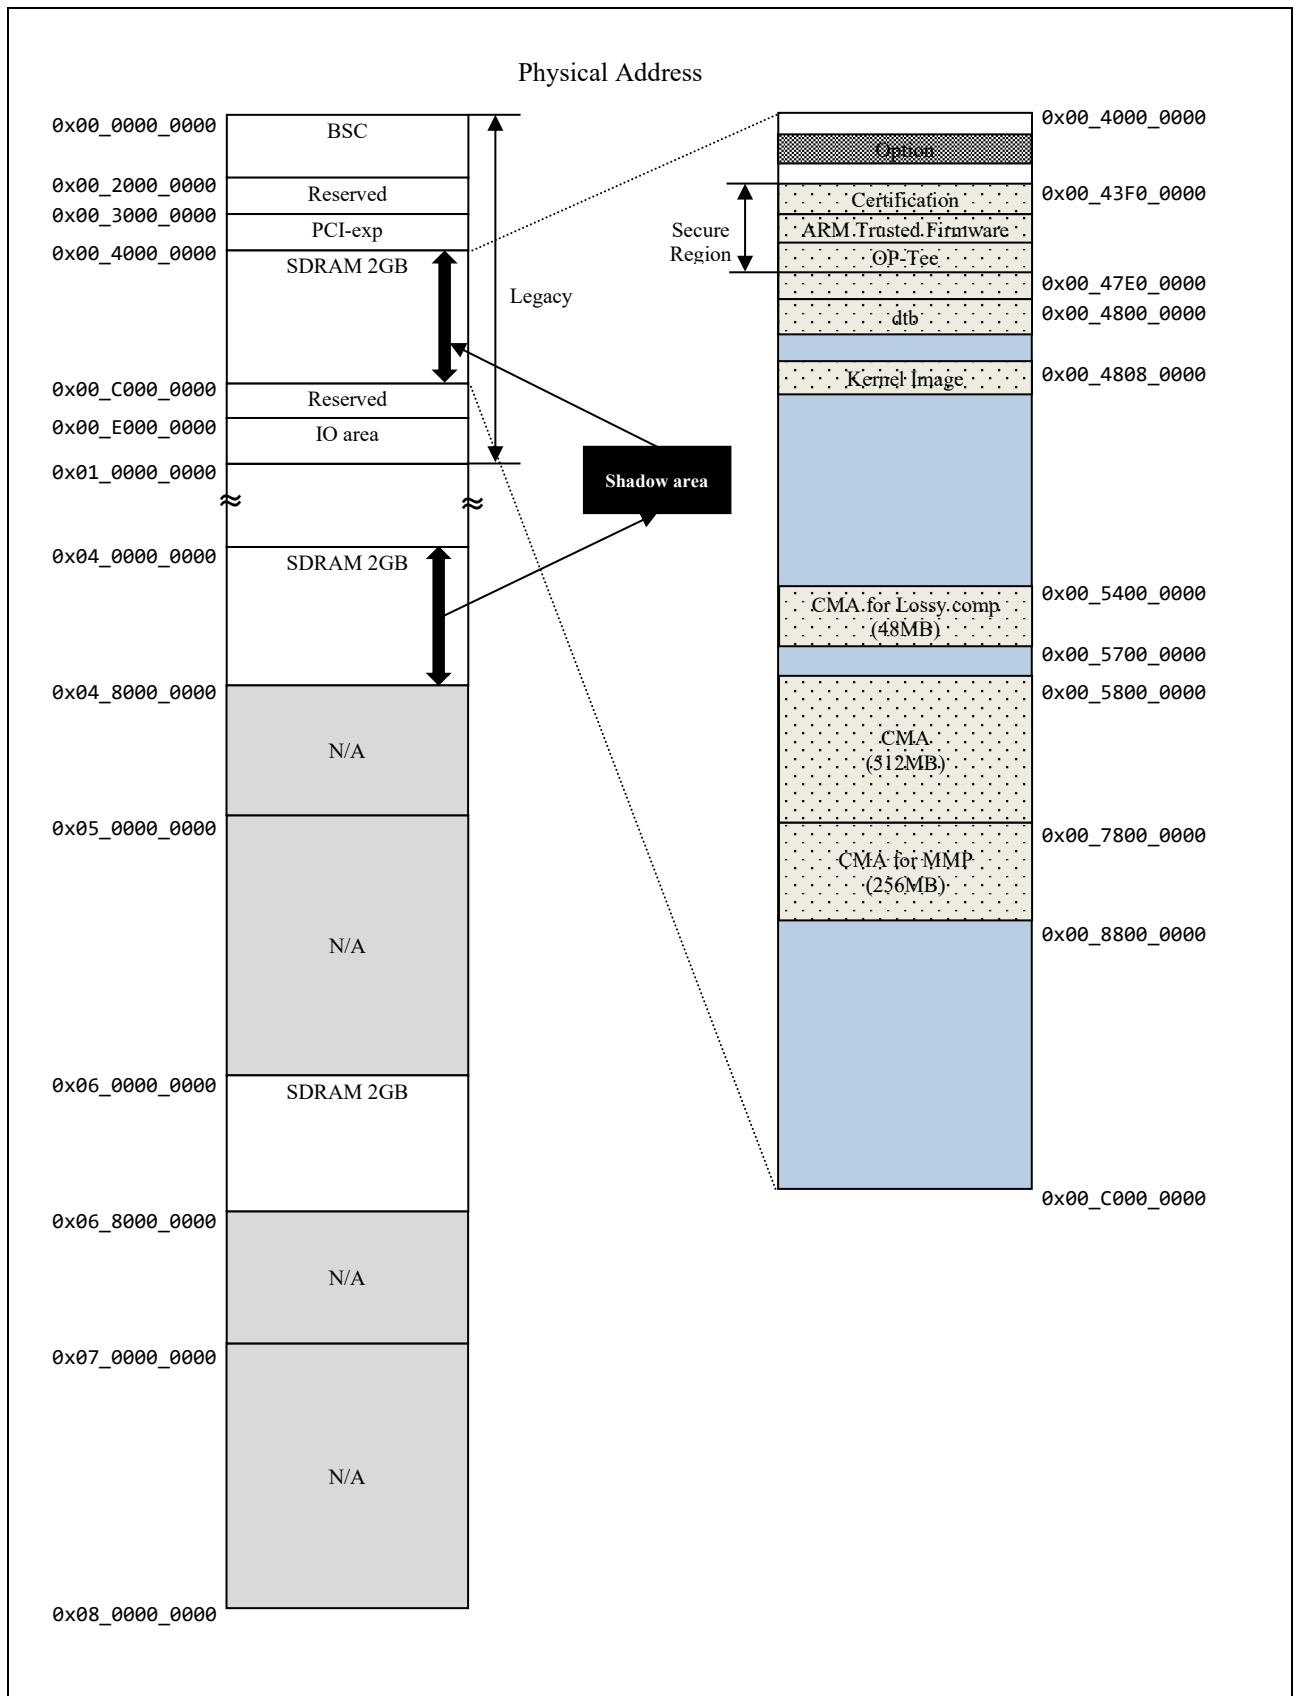 Physical Address
0x00_0000_0000
BSC
0x00_2000_0000
Reserved
0x00_3000_0000
PCI-exp
0x00_4000_0000
SDRAM 2GB
Legacy
0x00_C000_0000
Reserved
0x00_E000_0000
IO area
0x01_0000_0000
≈ ≈
Shadow area
0x04_0000_0000
SDRAM 2GB
0x04_8000_0000
N/A
0x05_0000_0000
N/A
0x06_0000_0000
SDRAM 2GB
0x06_8000_0000
N/A
0x07_0000_0000
N/A
0x08_0000_0000
0x00_4000_0000
Option
0x00_43F0_0000
Certification
Secure
Region
ARM Trusted Firmware
OP-Tee
0x00_47E0_0000
dtb
0x00_4800_0000
Kernel Image
0x00_4808_0000
CMA for Lossy comp
(48MB)
0x00_5400_0000
0x00_5700_0000
0x00_5800_0000
CMA
(512MB)
0x00_7800_0000
CMA for MMP
(256MB)
0x00_8800_0000
0x00_C000_0000